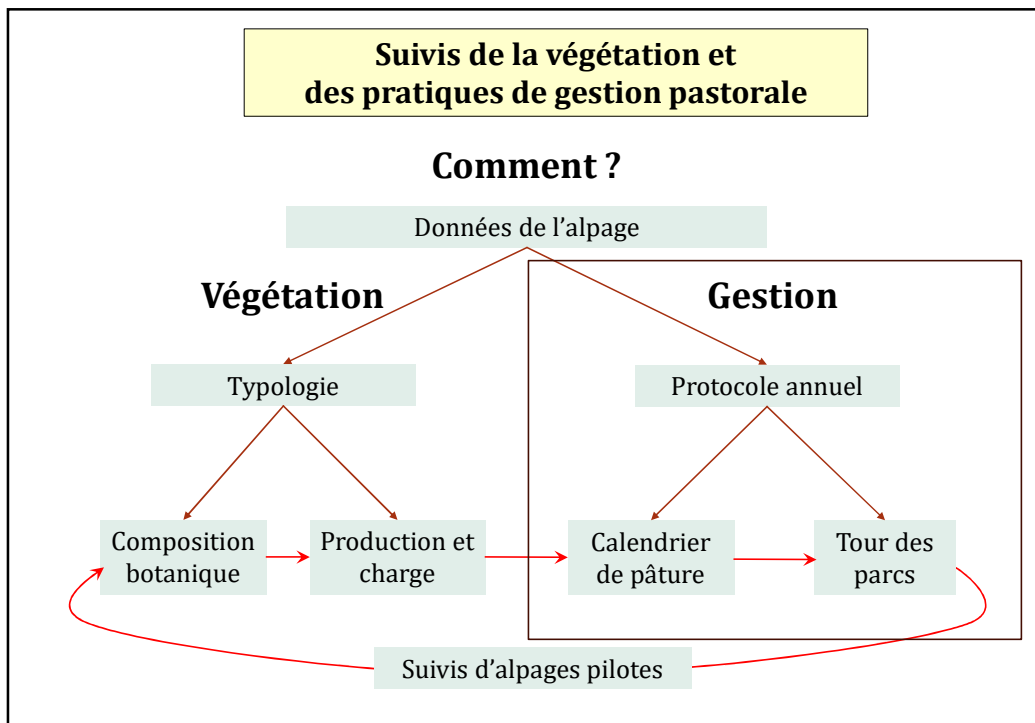 Suivis de la végétation et
des pratiques de gestion pastorale
Comment ?
Données de l'alpage
Végétation
Gestion
Typologie
Protocole annuel
Composition
botanique
Production et
charge
Calendrier
de pâture
Tour des
parcs
Suivis d'alpages pilotes